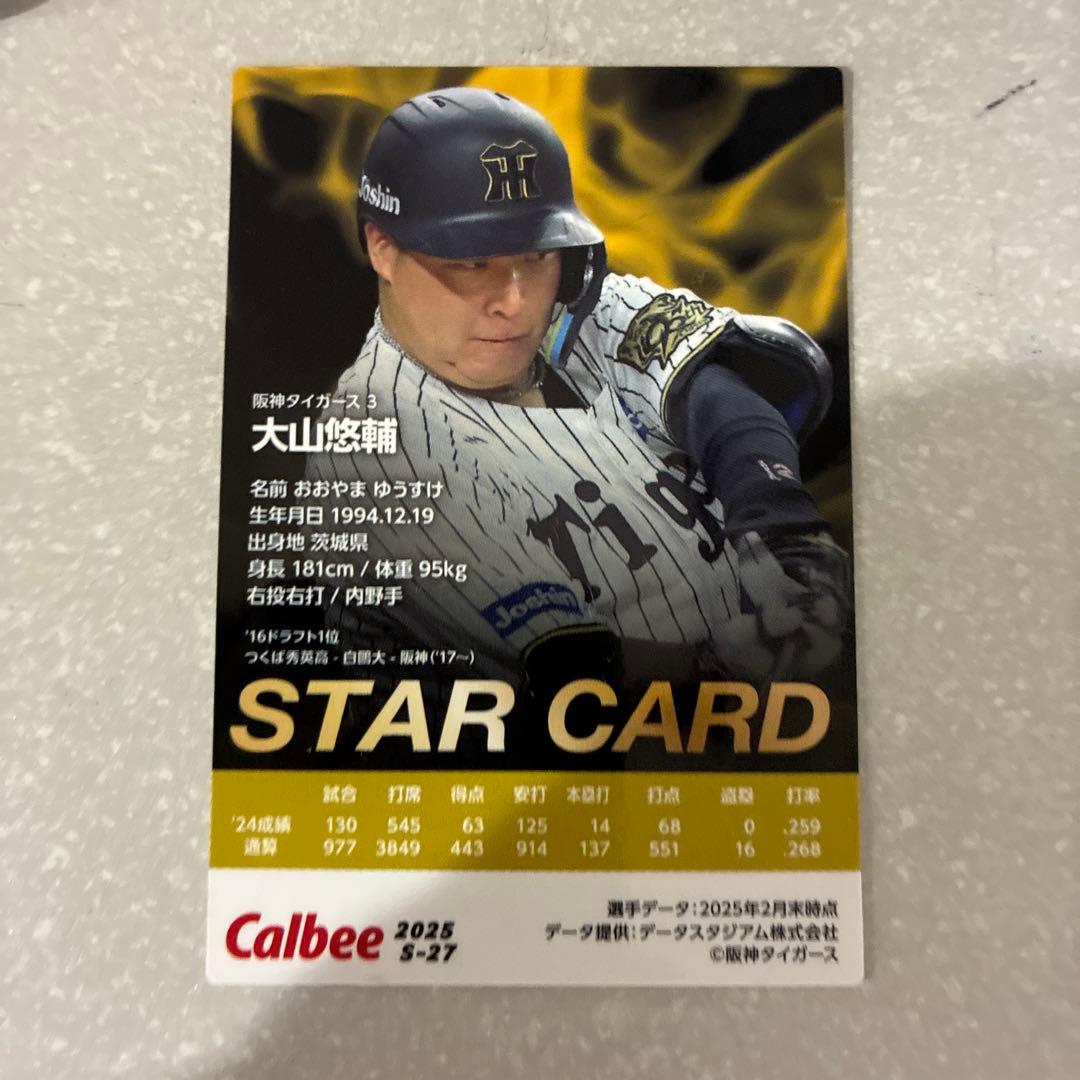 Joshin
阪神タイガース 3
大山悠輔
名前 おおやま ゆうすけ
生年月日 1994.12.19
出身地 茨城県
身長 181cm / 体重 95kg
右投右打 / 内野手
Tig
Joshin
'16ドラフト1位
つくば秀英高 - 白鷗大 - 阪神('17〜)
STAR CARD
試合 打席 得点 安打 本塁打 打点 盗塁 打率
'24成績 130 545 63 125 14 68 0 .259
通算 977 3849 443 914 137 551 16 .268
選手データ:2025年2月末時点
Calbee 2025 データ提供:データスタジアム株式会社
S-27 ©阪神タイガース